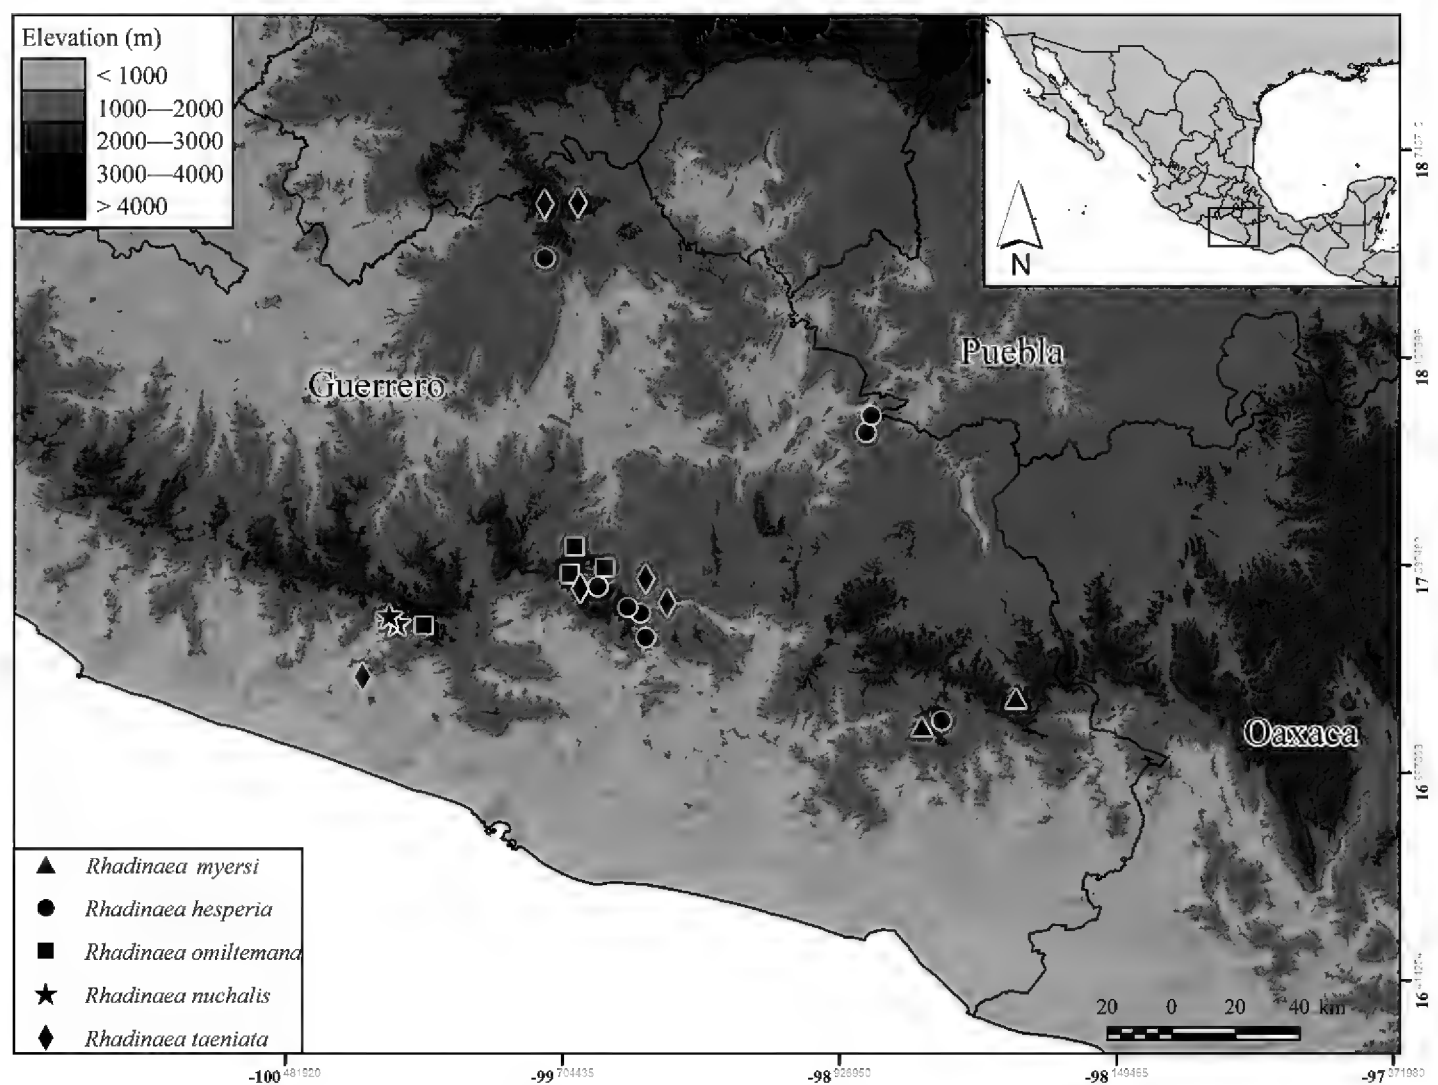 Elevation (m)
< 1000
1000—2000
2000—3000
3000—4000
> 4000
N
Puebla
Guerrero
Oaxaca
Rhadinaea myersi
Rhadinaea hesperia
Rhadinaea omiltemana
Rhadinaea nuchalis
Rhadinaea taeniata
20 0 20 40 km
-100 -99 -98 -98 -97
18
18
17
16
16